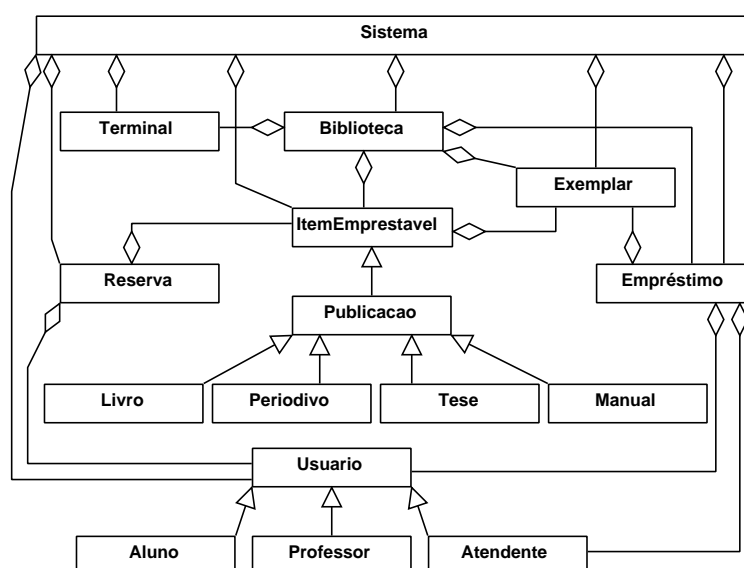 Sistema
Terminal
Biblioteca
Exemplar
ItemEmprestavel
Reserva
Empréstimo
Publicacao
Livro
Periodivo
Tese
Manual
Usuario
Aluno
Professor
Atendente